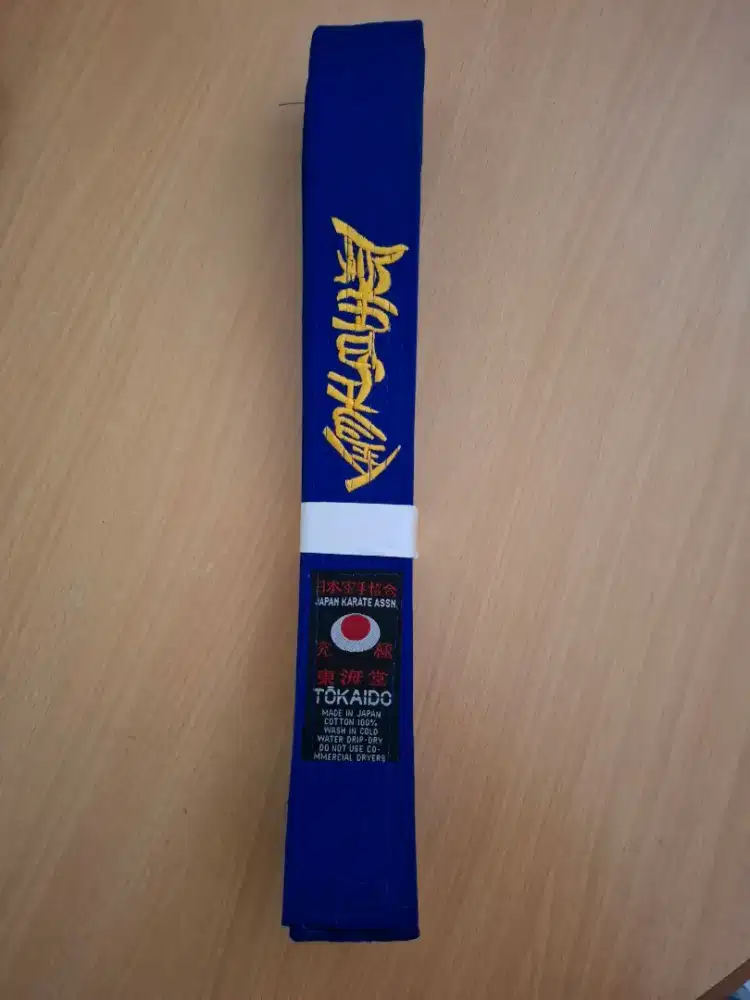 日本空手協会
JAPAN KARATE ASSN.
究 極
東海堂
TŌKAIDO
MADE IN JAPAN
COTTON 100%
WASH IN COLD
WATER DRIP-DRY
DO NOT USE CO-
MMERCIAL DRYERS